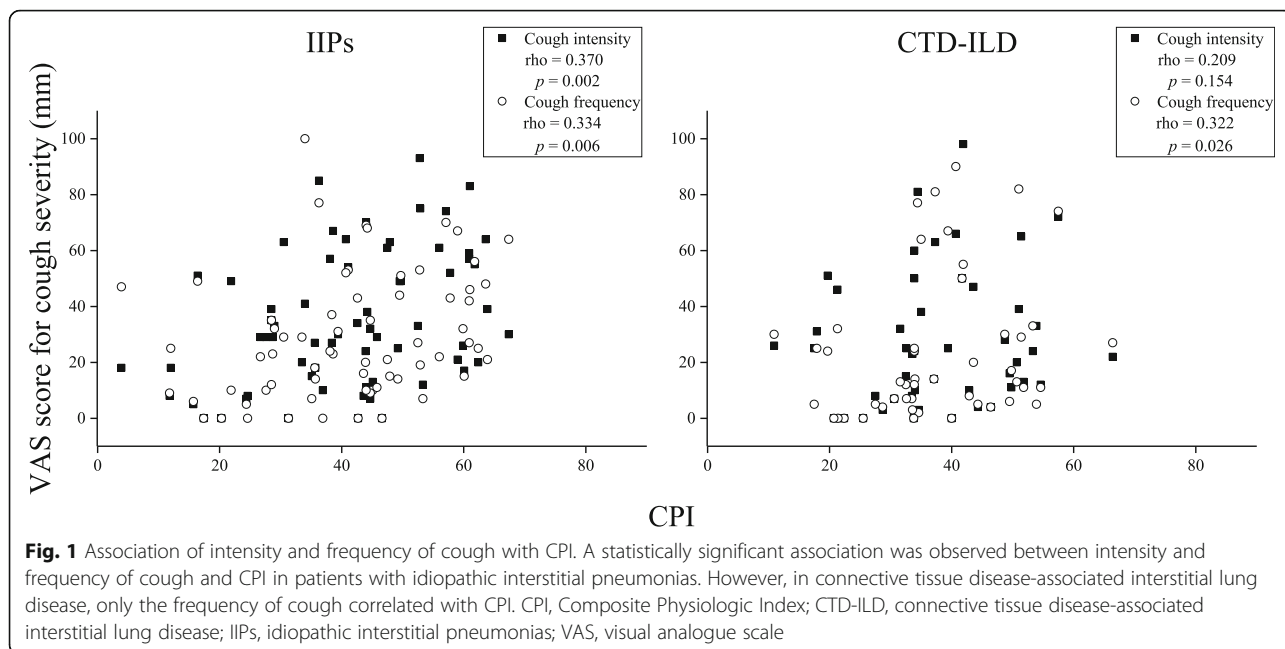 IIPs
Cough intensity
rho = 0.370
p = 0.002
Cough frequency
rho = 0.334
p = 0.006
CTD-ILD
Cough intensity
rho = 0.209
p = 0.154
Cough frequency
rho = 0.322
p = 0.026
VAS score for cough severity (mm)
100
80
60
40
20
0
0 20 40 60 80
100
80
60
40
20
0
0 20 40 60 80
CPI
Fig. 1 Association of intensity and frequency of cough with CPI. A statistically significant association was observed between intensity and
frequency of cough and CPI in patients with idiopathic interstitial pneumonias. However, in connective tissue disease-associated interstitial lung
disease, only the frequency of cough correlated with CPI. CPI, Composite Physiologic Index; CTD-ILD, connective tissue disease-associated
interstitial lung disease; IIPs, idiopathic interstitial pneumonias; VAS, visual analogue scale